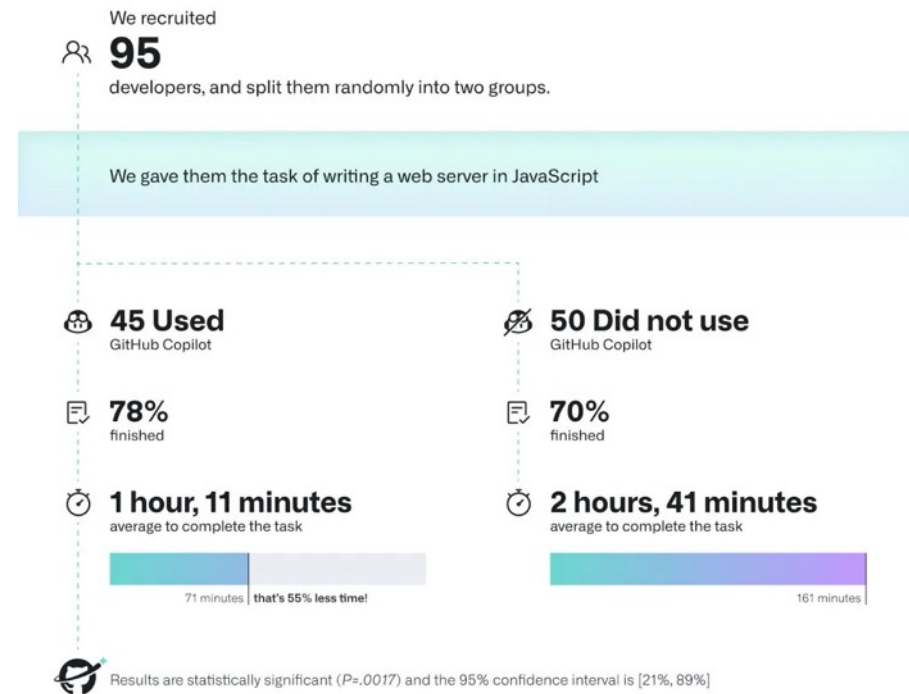 We recruited
95
developers, and split them randomly into two groups.
We gave them the task of writing a web server in JavaScript
45 Used
GitHub Copilot
78%
finished
1 hour, 11 minutes
average to complete the task
71 minutes
that's 55% less time!
50 Did not use
GitHub Copilot
70%
finished
2 hours, 41 minutes
average to complete the task
161 minutes
Results are statistically significant (P=.0017) and the 95% confidence interval is [21%, 89%]